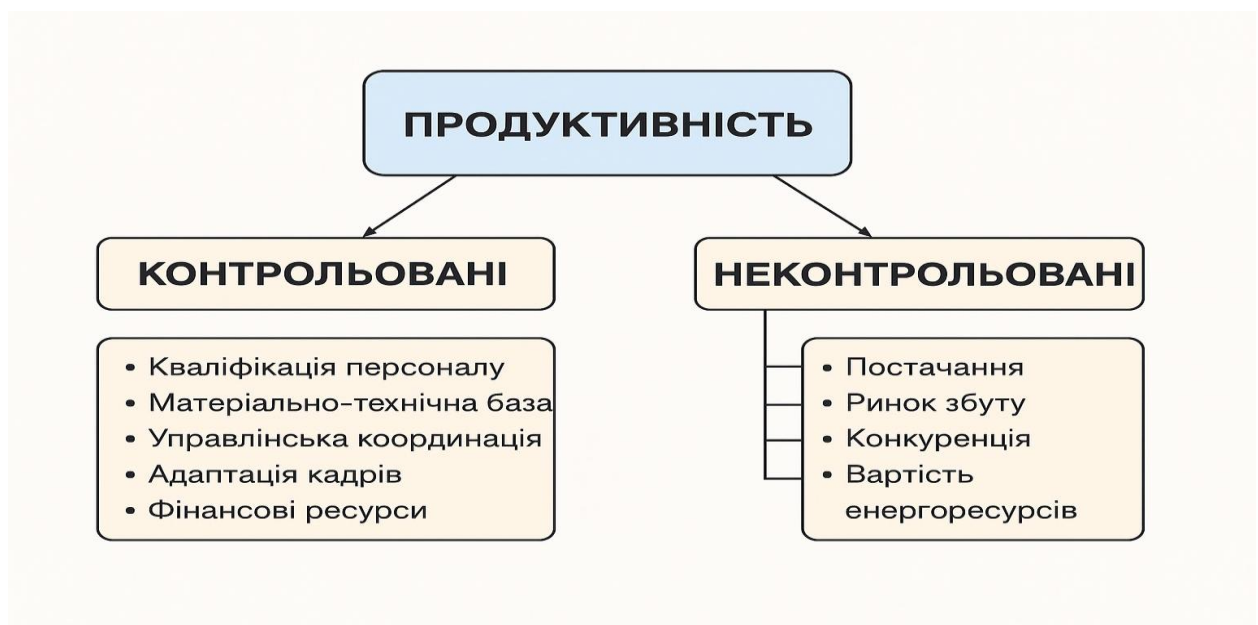 ПРОДУКТИВНІСТЬ
КОНТРОЛЬОВАНІ
• Кваліфікація персоналу
• Матеріально-технічна база
• Управлінська координація
• Адаптація кадрів
• Фінансові ресурси
НЕКОНТРОЛЬОВАНІ
• Постачання
• Ринок збуту
• Конкуренція
• Вартість
енергоресурсів